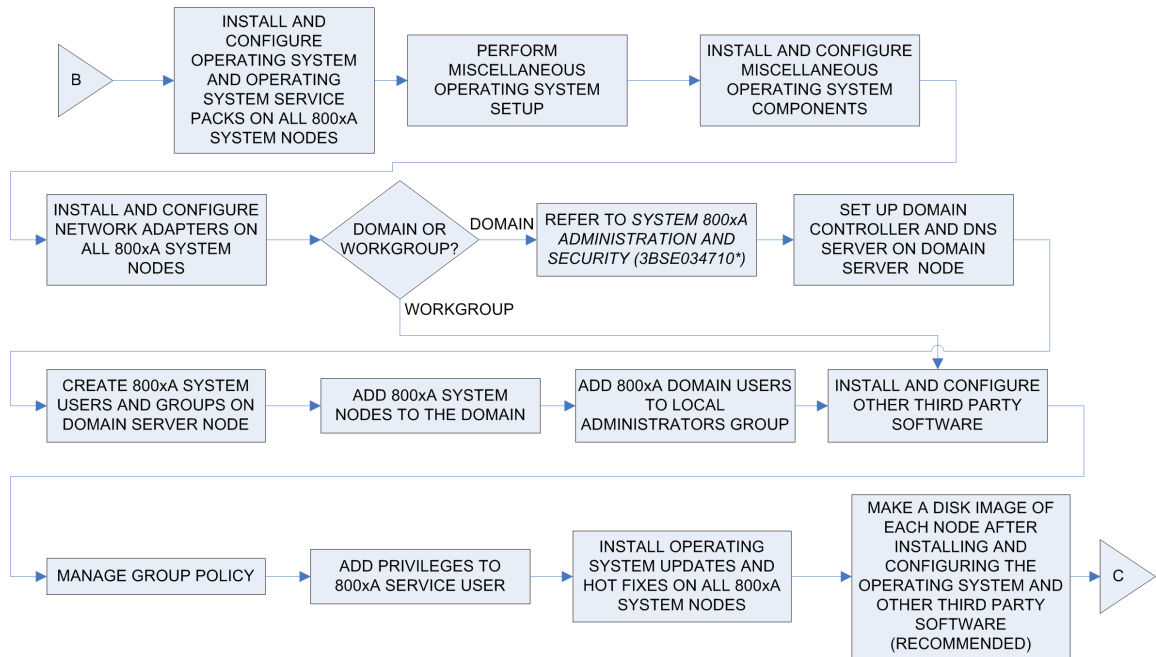 B
INSTALL AND
CONFIGURE
OPERATING SYSTEM
AND OPERATING
SYSTEM SERVICE
PACKS ON ALL 800xA
SYSTEM NODES
PERFORM
MISCELLANEOUS
OPERATING SYSTEM
SETUP
INSTALL AND CONFIGURE
MISCELLANEOUS
OPERATING SYSTEM
COMPONENTS
INSTALL AND CONFIGURE
NETWORK ADAPTERS ON
ALL 800xA SYSTEM
NODES
DOMAIN OR
WORKGROUP?
DOMAIN
WORKGROUP
REFER TO SYSTEM 800xA
ADMINISTRATION AND
SECURITY (3BSE034710*)
SET UP DOMAIN
CONTROLLER AND DNS
SERVER ON DOMAIN
SERVER NODE
CREATE 800xA SYSTEM
USERS AND GROUPS ON
DOMAIN SERVER NODE
ADD 800xA SYSTEM
NODES TO THE DOMAIN
ADD 800xA DOMAIN USERS
TO LOCAL
ADMINISTRATORS GROUP
INSTALL AND CONFIGURE
OTHER THIRD PARTY
SOFTWARE
MANAGE GROUP POLICY
ADD PRIVILEGES TO
800xA SERVICE USER
INSTALL OPERATING
SYSTEM UPDATES AND
HOT FIXES ON ALL 800xA
SYSTEM NODES
MAKE A DISK IMAGE OF
EACH NODE AFTER
INSTALLING AND
CONFIGURING THE
OPERATING SYSTEM AND
OTHER THIRD PARTY
SOFTWARE
(RECOMMENDED)
C